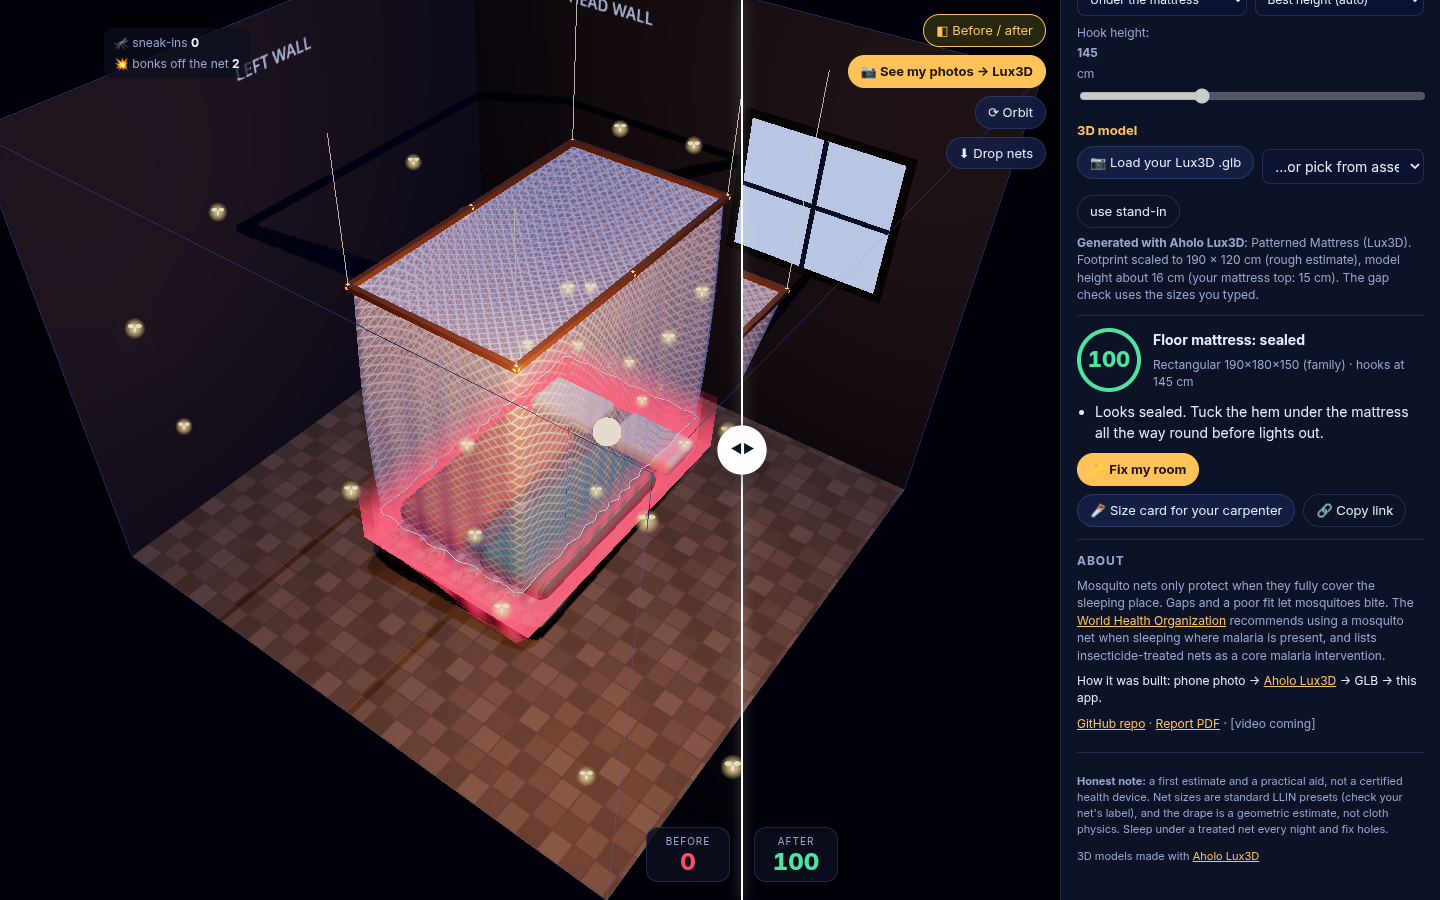 sneak-ins 0
bonks off the net 2
LEFT WALL
HEAD WALL
Before / after
See my photos → Lux3D
Orbit
Drop nets
BEFORE
0
AFTER
100
Under the mattress
Best height (auto)
Hook height:
145
cm
3D model
Load your Lux3D .glb
...or pick from asse
use stand-in
Generated with Aholo Lux3D: Patterned Mattress (Lux3D).
Footprint scaled to 190 × 120 cm (rough estimate), model
height about 16 cm (your mattress top: 15 cm). The gap
check uses the sizes you typed.
100
Floor mattress: sealed
Rectangular 190×180×150 (family) · hooks at
145 cm
• Looks sealed. Tuck the hem under the mattress
all the way round before lights out.
Fix my room
Size card for your carpenter
Copy link
ABOUT
Mosquito nets only protect when they fully cover the
sleeping place. Gaps and a poor fit let mosquitoes bite. The
World Health Organization recommends using a mosquito
net when sleeping where malaria is present, and lists
insecticide-treated nets as a core malaria intervention.
How it was built: phone photo → Aholo Lux3D → GLB → this
app.
GitHub repo · Report PDF · [video coming]
Honest note: a first estimate and a practical aid, not a certified
health device. Net sizes are standard LLIN presets (check your
net's label), and the drape is a geometric estimate, not cloth
physics. Sleep under a treated net every night and fix holes.
3D models made with Aholo Lux3D